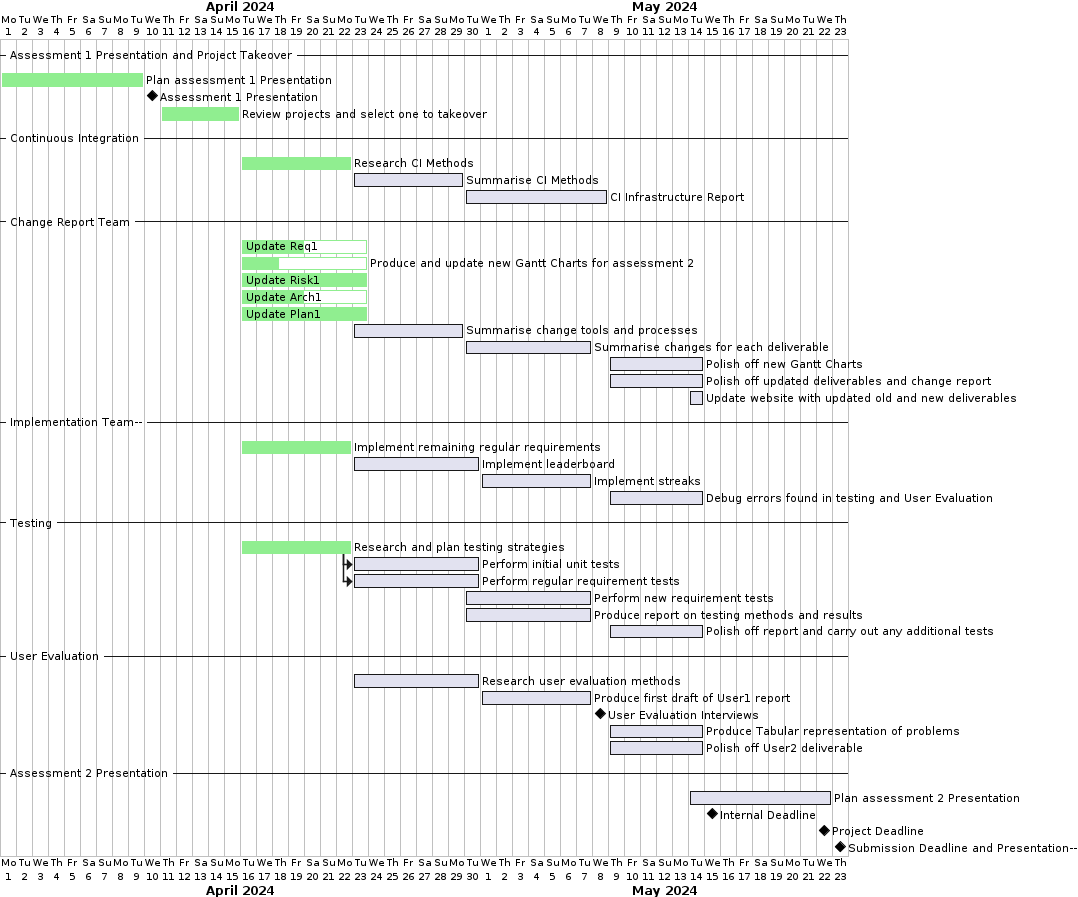 April 2024 May 2024
Mo Tu We Th Fr Sa Su Mo Tu We Th Fr Sa Su Mo Tu We Th Fr Sa Su Mo Tu We Th Fr Sa Su Mo Tu We Th Fr Sa Su Mo Tu We Th Fr Sa Su Mo Tu We Th Fr Sa Su Mo Tu We Th
1 2 3 4 5 6 7 8 9 10 11 12 13 14 15 16 17 18 19 20 21 22 23 24 25 26 27 28 29 30 1 2 3 4 5 6 7 8 9 10 11 12 13 14 15 16 17 18 19 20 21 22 23
Assessment 1 Presentation and Project Takeover
Plan assessment 1 Presentation
Assessment 1 Presentation
Review projects and select one to takeover
Continuous Integration
Research CI Methods
Summarise CI Methods
CI Infrastructure Report
Change Report Team
Update Req1
Produce and update new Gantt Charts for assessment 2
Update Risk1
Update Arch1
Update Plan1
Summarise change tools and processes
Summarise changes for each deliverable
Polish off new Gantt Charts
Polish off updated deliverables and change report
Update website with updated old and new deliverables
Implementation Team--
Implement remaining regular requirements
Implement leaderboard
Implement streaks
Debug errors found in testing and User Evaluation
Testing
Research and plan testing strategies
Perform initial unit tests
Perform regular requirement tests
Perform new requirement tests
Produce report on testing methods and results
Polish off report and carry out any additional tests
User Evaluation
Research user evaluation methods
Produce first draft of User1 report
User Evaluation Interviews
Produce Tabular representation of problems
Polish off User2 deliverable
Assessment 2 Presentation
Plan assessment 2 Presentation
Internal Deadline
Project Deadline
Submission Deadline and Presentation--
Mo Tu We Th Fr Sa Su Mo Tu We Th Fr Sa Su Mo Tu We Th Fr Sa Su Mo Tu We Th Fr Sa Su Mo Tu We Th Fr Sa Su Mo Tu We Th Fr Sa Su Mo Tu We Th Fr Sa Su Mo Tu We Th
1 2 3 4 5 6 7 8 9 10 11 12 13 14 15 16 17 18 19 20 21 22 23 24 25 26 27 28 29 30 1 2 3 4 5 6 7 8 9 10 11 12 13 14 15 16 17 18 19 20 21 22 23
April 2024 May 2024